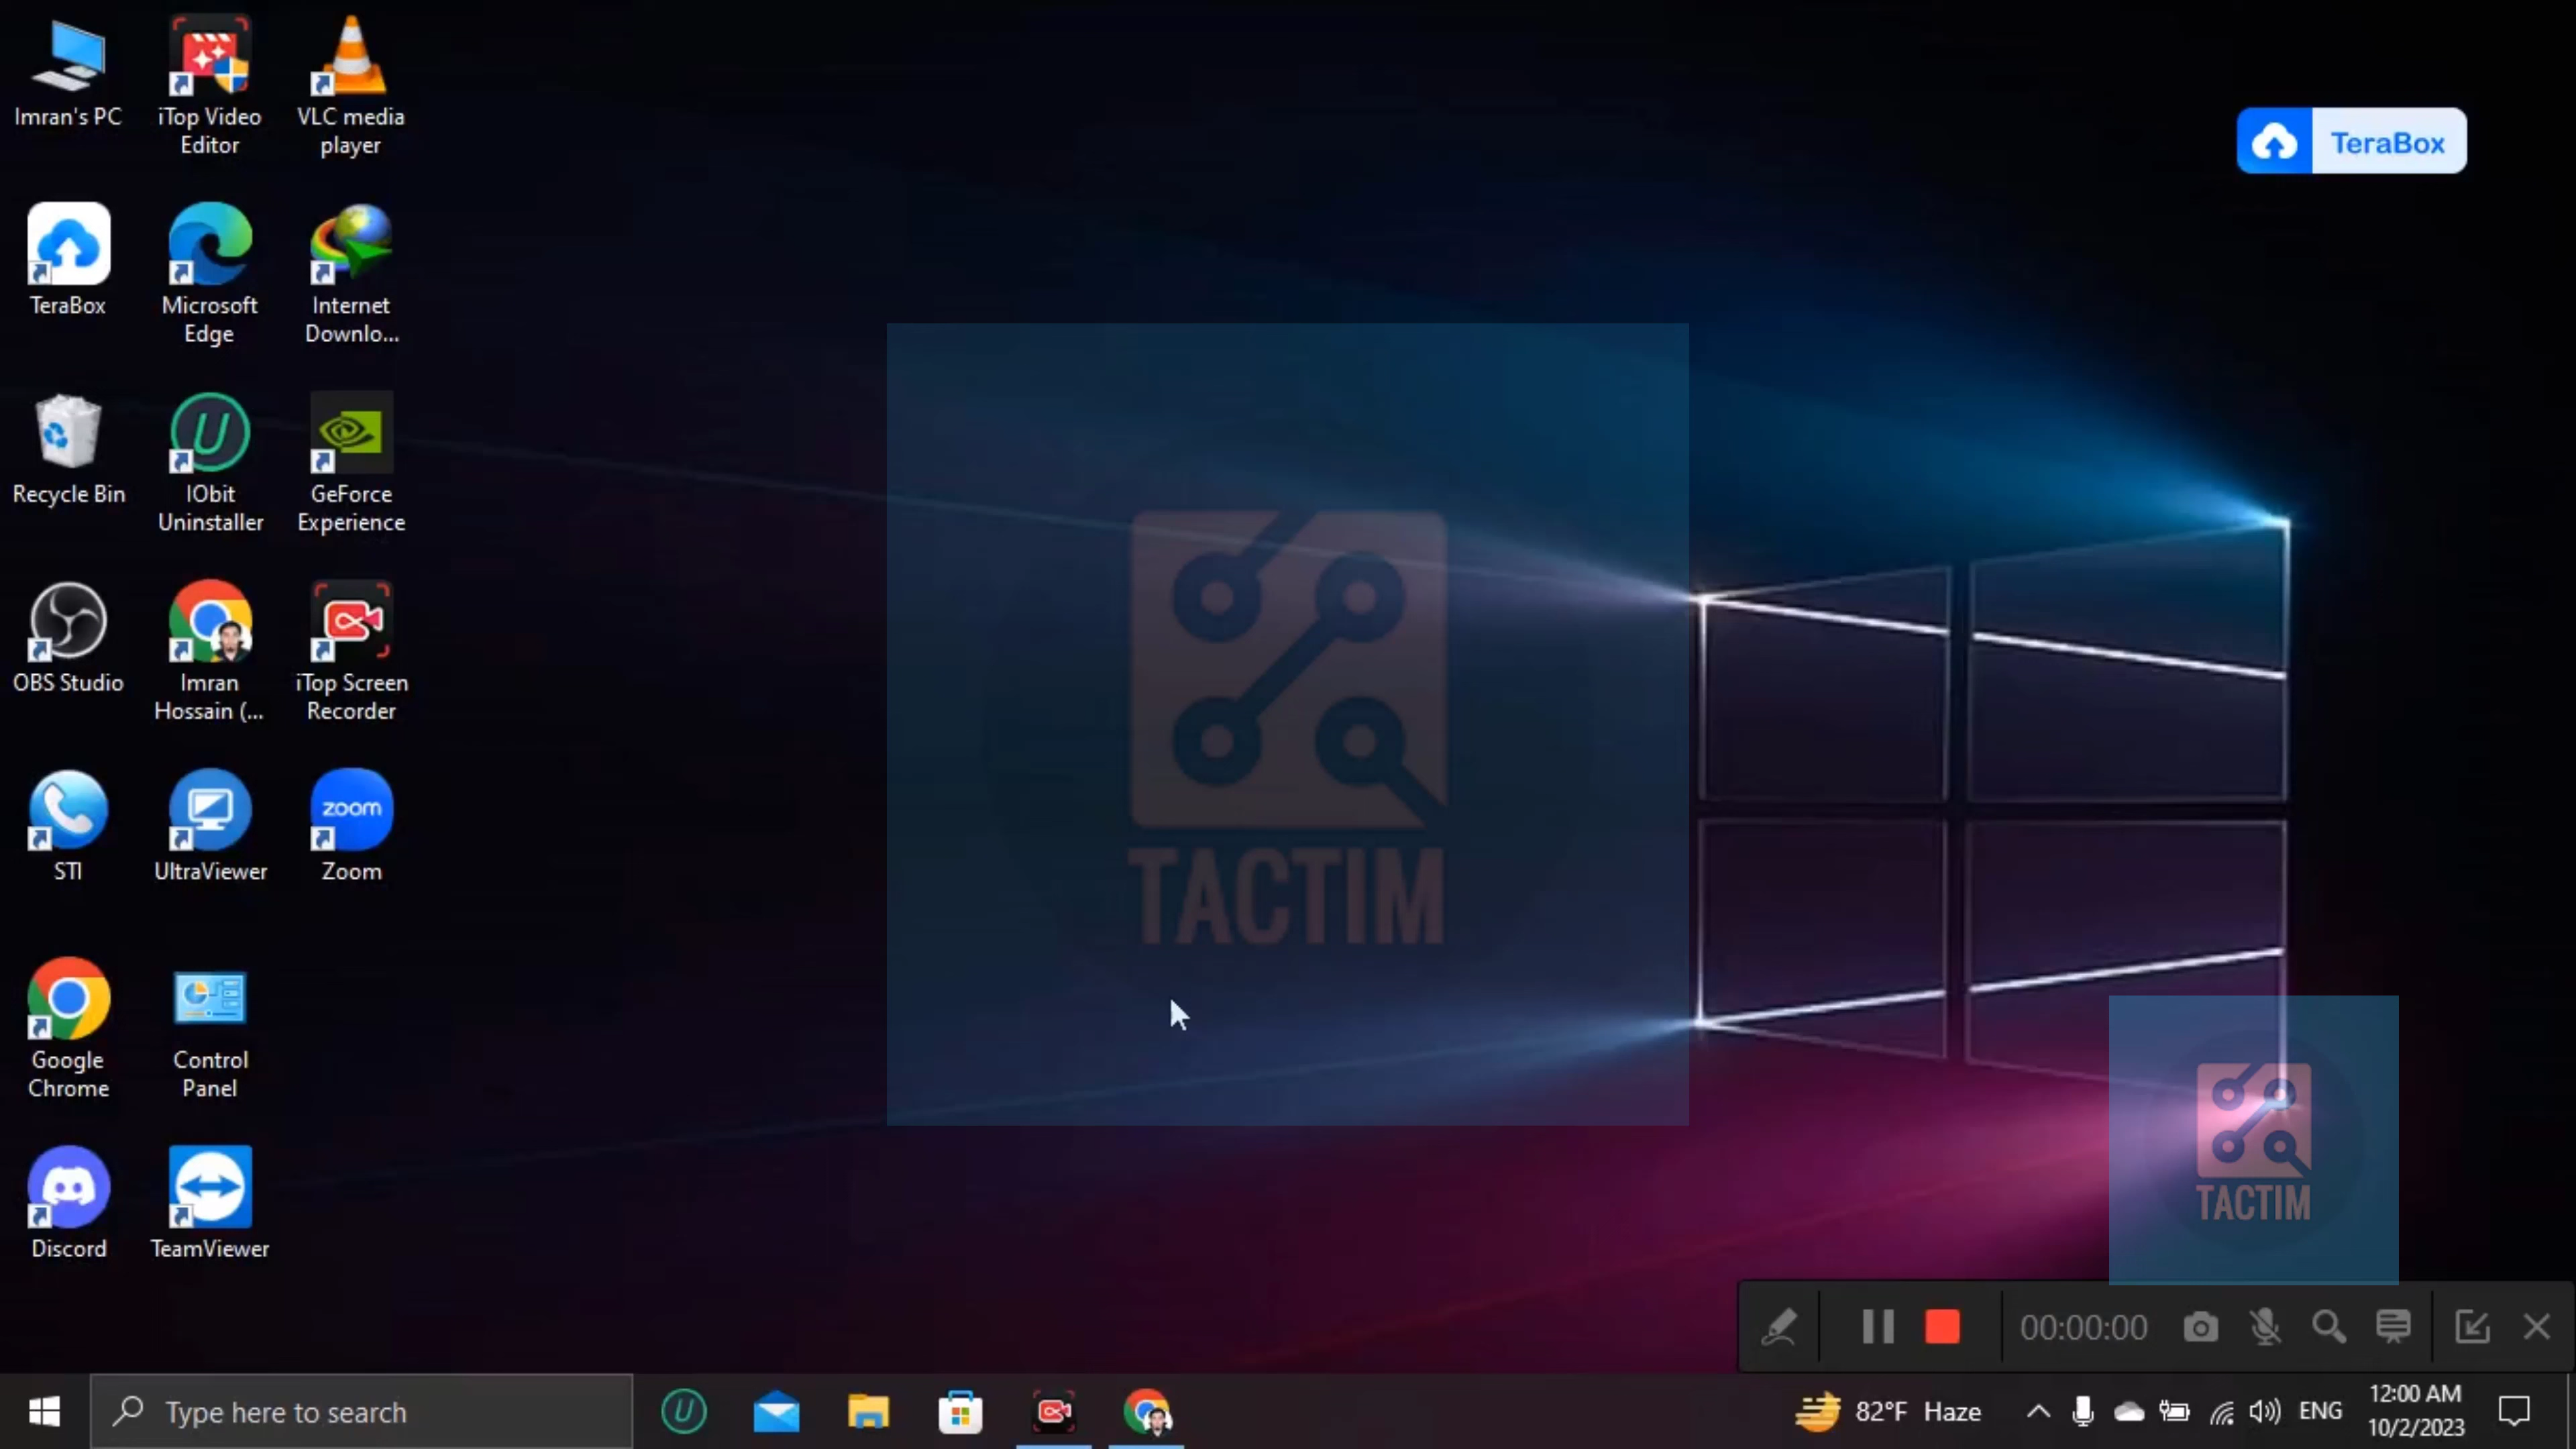 Imran's PC
iTop Video
Editor
VLC media
player
TeraBox
TeraBox
Microsoft
Edge
Internet
Downlo...
Recycle Bin
IObit
Uninstaller
GeForce
Experience
OBS Studio
Imran
Hossain (...
iTop Screen
Recorder
STI
UltraViewer
zoom
Zoom
TACTIM
Google
Chrome
Control
Panel
Discord
TeamViewer
TACTIM
00:00:00
Type here to search
82°F Haze
ENG
12:00 AM
10/2/2023